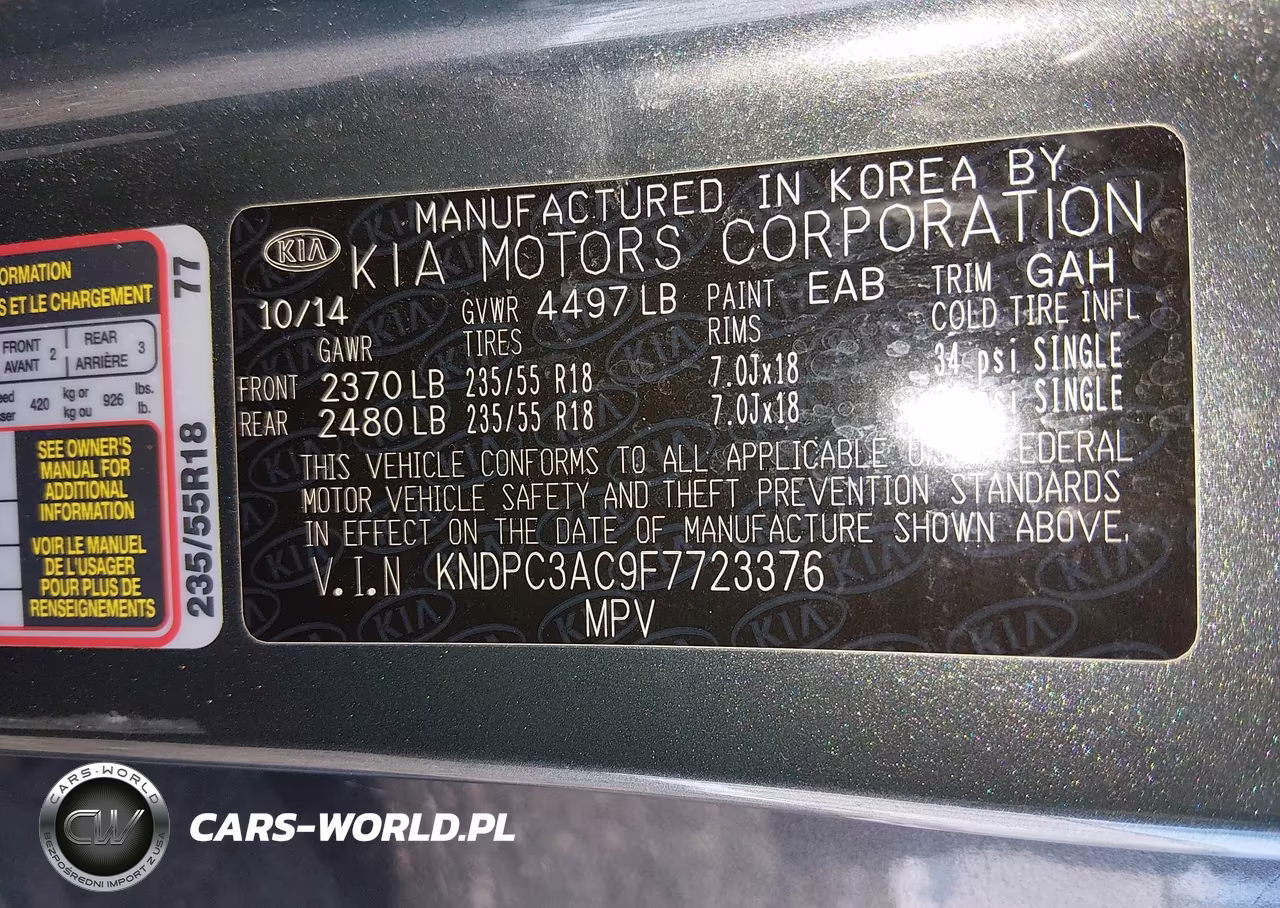 MANUFACTURED IN KOREA BY
KIA KIA MOTORS CORPORATION
10/14 GVWR 4497 LB PAINT EAB TRIM GAH
GAWR TIRES RIMS COLD TIRE INFL
FRONT 2370 LB 235/55 R18 7.0Jx18 34 psi SINGLE
REAR 2480 LB 235/55 R18 7.0Jx18 SINGLE
THIS VEHICLE CONFORMS TO ALL APPLICABLE
MOTOR VEHICLE SAFETY AND THEFT PREVENTION STANDARDS
IN EFFECT ON THE DATE OF MANUFACTURE SHOWN ABOVE.
V.I.N KNDPC3AC9F7723376
MPV
ET LE CHARGEMENT
FRONT AVANT 2 REAR ARRIÈRE 3
420 kg or kg ou 926 lbs. lb.
SEE OWNER'S
MANUAL FOR
ADDITIONAL
INFORMATION
VOIR LE MANUEL
DE L'USAGER
POUR PLUS DE
RENSEIGNEMENTS
235/55R18 77
CARS-WORLD
CW
BEZPOŚREDNI IMPORT Z USA
CARS-WORLD.PL